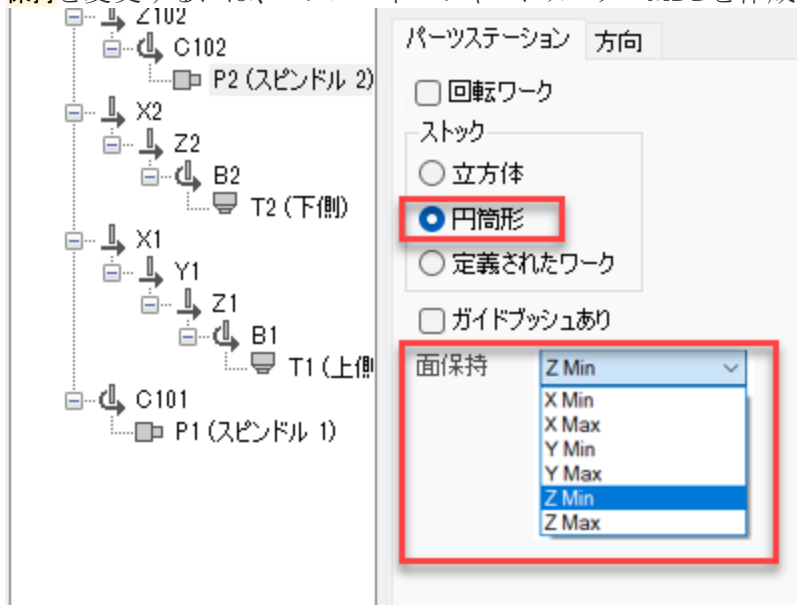 Z102
C102
P2 (スピンドル 2)
X2
Z2
B2
T2 (下側)
X1
Y1
Z1
B1
T1 (上側
C101
P1 (スピンドル 1)
パーツステーション 方向
回転ワーク
ストック
立方体
円筒形
定義されたワーク
ガイドブッシュあり
面保持 Z Min
X Min
X Max
Y Min
Y Max
Z Min
Z Max